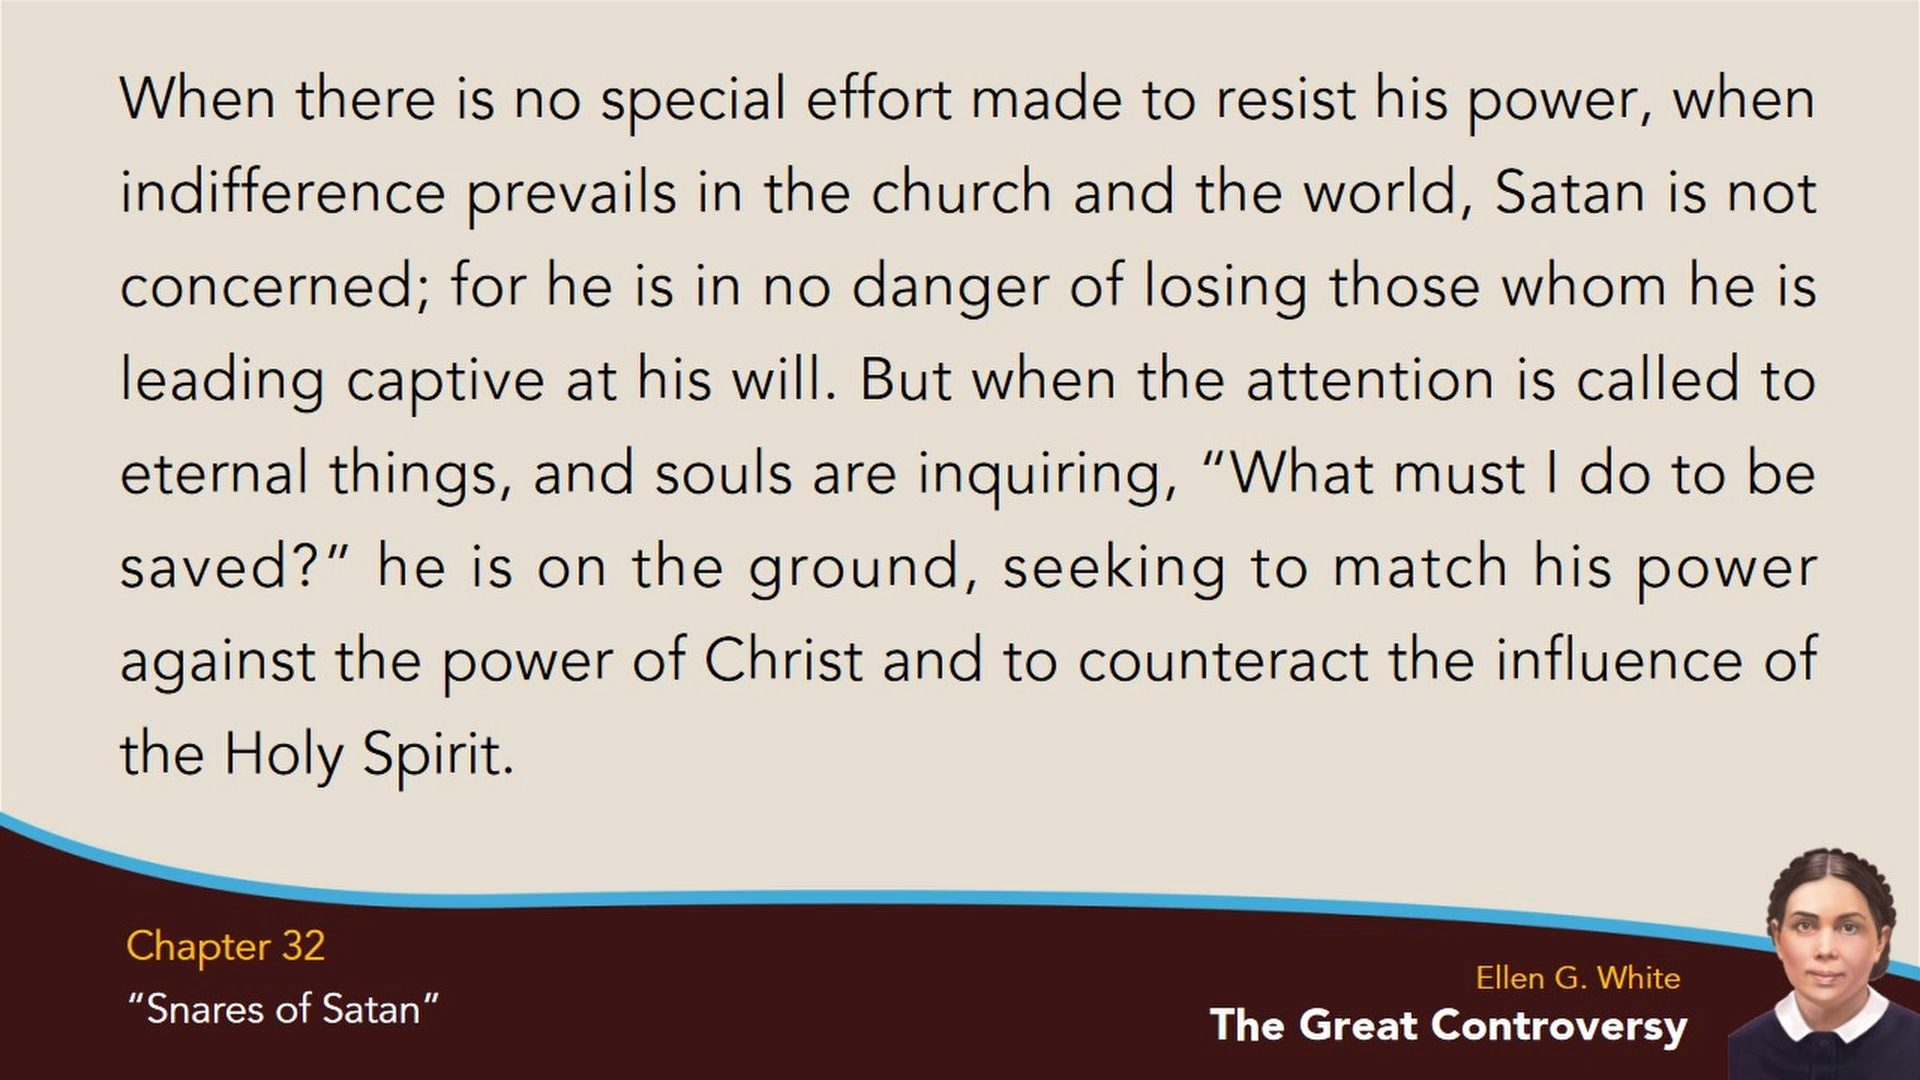 When there is no special effort made to resist his power, when
indifference prevails in the church and the world, Satan is not
concerned; for he is in no danger of losing those whom he is
leading captive at his will. But when the attention is called to
eternal things, and souls are inquiring, “What must I do to be
saved?” he is on the ground, seeking to match his power
against the power of Christ and to counteract the influence of
the Holy Spirit.
Chapter 32
“Snares of Satan”
Ellen G. White
The Great Controversy